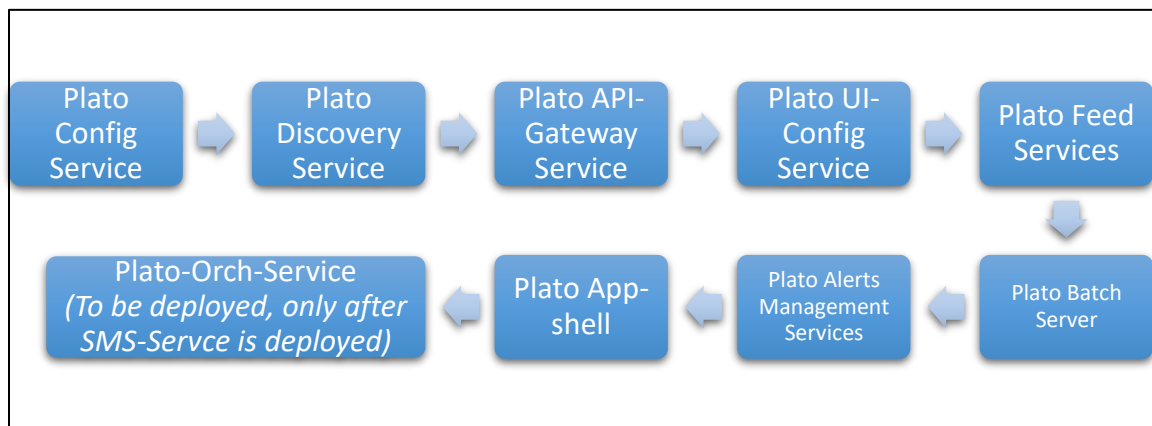 Plato
Config
Service
Plato
Discovery
Service
Plato API-
Gateway
Service
Plato UI-
Config
Service
Plato Feed
Services
Plato Batch
Server
Plato Alerts
Management
Services
Plato App-
shell
Plato-Orch-Service
(To be deployed, only after
SMS-Servce is deployed)